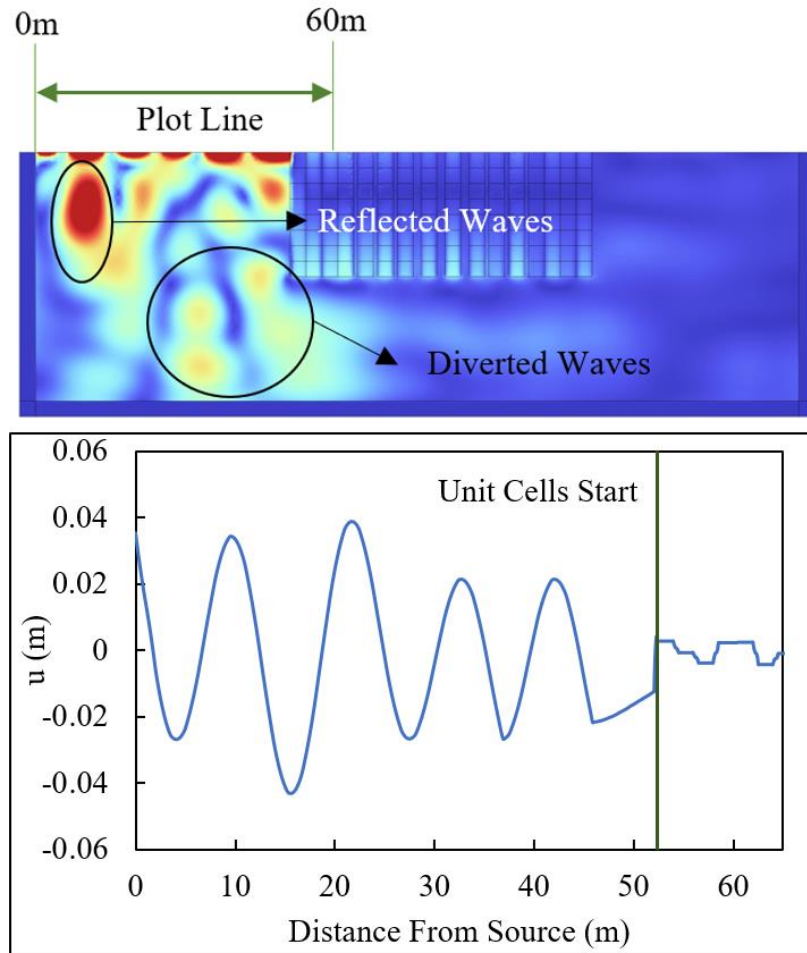 0m 60m
Plot Line
Reflected Waves
Diverted Waves
0.06
0.04
0.02
0
-0.02
-0.04
-0.06
u (m)
Unit Cells Start
0 10 20 30 40 50 60
Distance From Source (m)